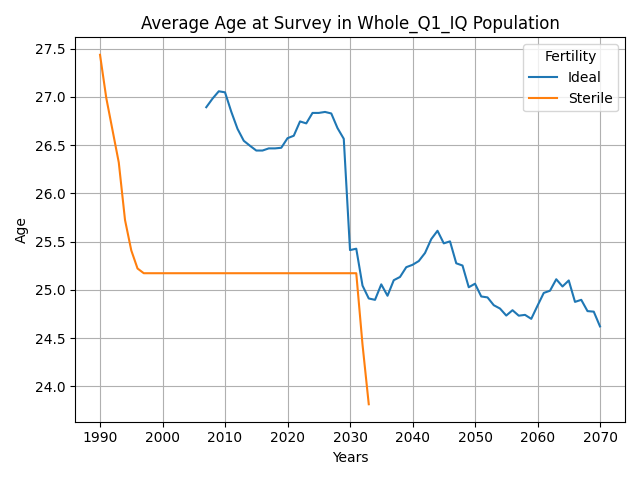 Average Age at Survey in Whole_Q1_IQ Population
Fertility
Ideal
Sterile
Age
27.5
27.0
26.5
26.0
25.5
25.0
24.5
24.0
1990 2000 2010 2020 2030 2040 2050 2060 2070
Years